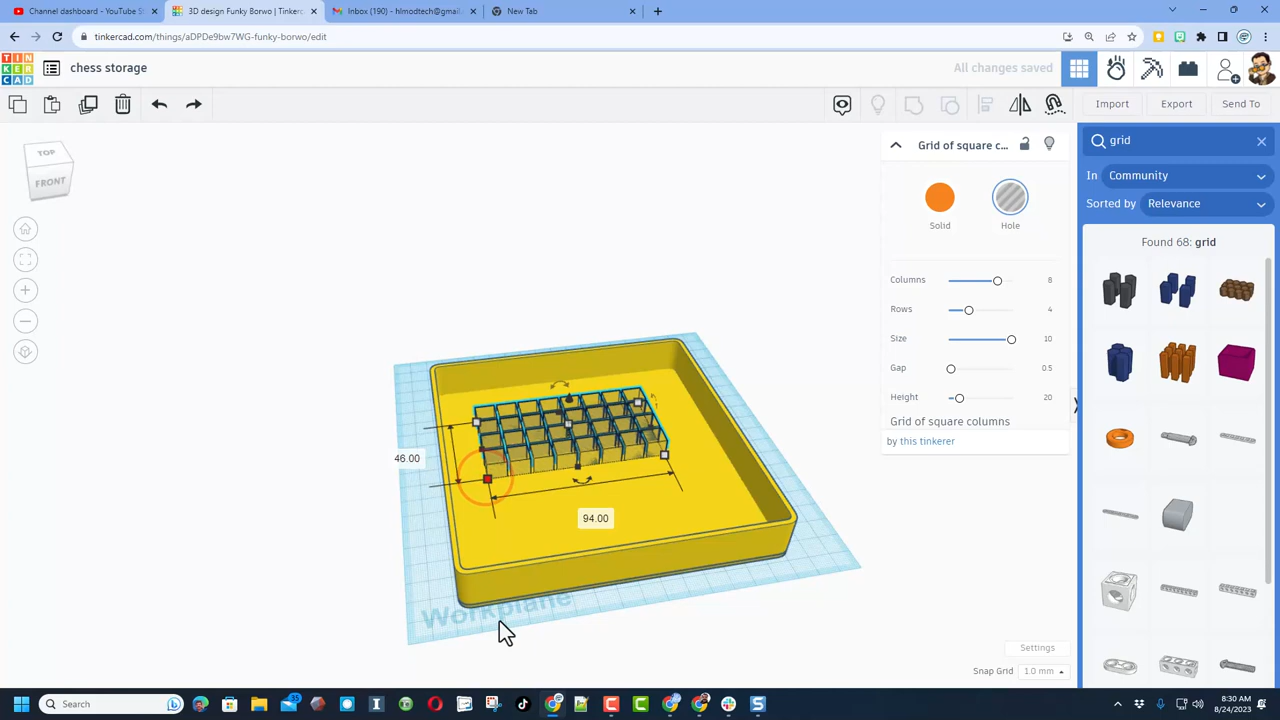 Channel dashboard - YouTube St
3D design Funky Borwo | Tinkerc
Inbox (190) - hlmodtech@gmail.
New Tab
tinkercad.com/things/aDPDe9bw7WG-funky-borwo/edit
TIN
KER
CAD
chess storage
All changes saved
Import
Export
Send To
TOP
FRONT
Grid of square c...
Solid
Hole
Columns
8
Rows
4
Size
10
Gap
0.5
Height
20
Grid of square columns
by this tinkerer
grid
In
Community
Sorted by
Relevance
Found 68: grid
46.00
94.00
Workplane
Settings
Snap Grid
1.0 mm
Search
8:30 AM
8/24/2023